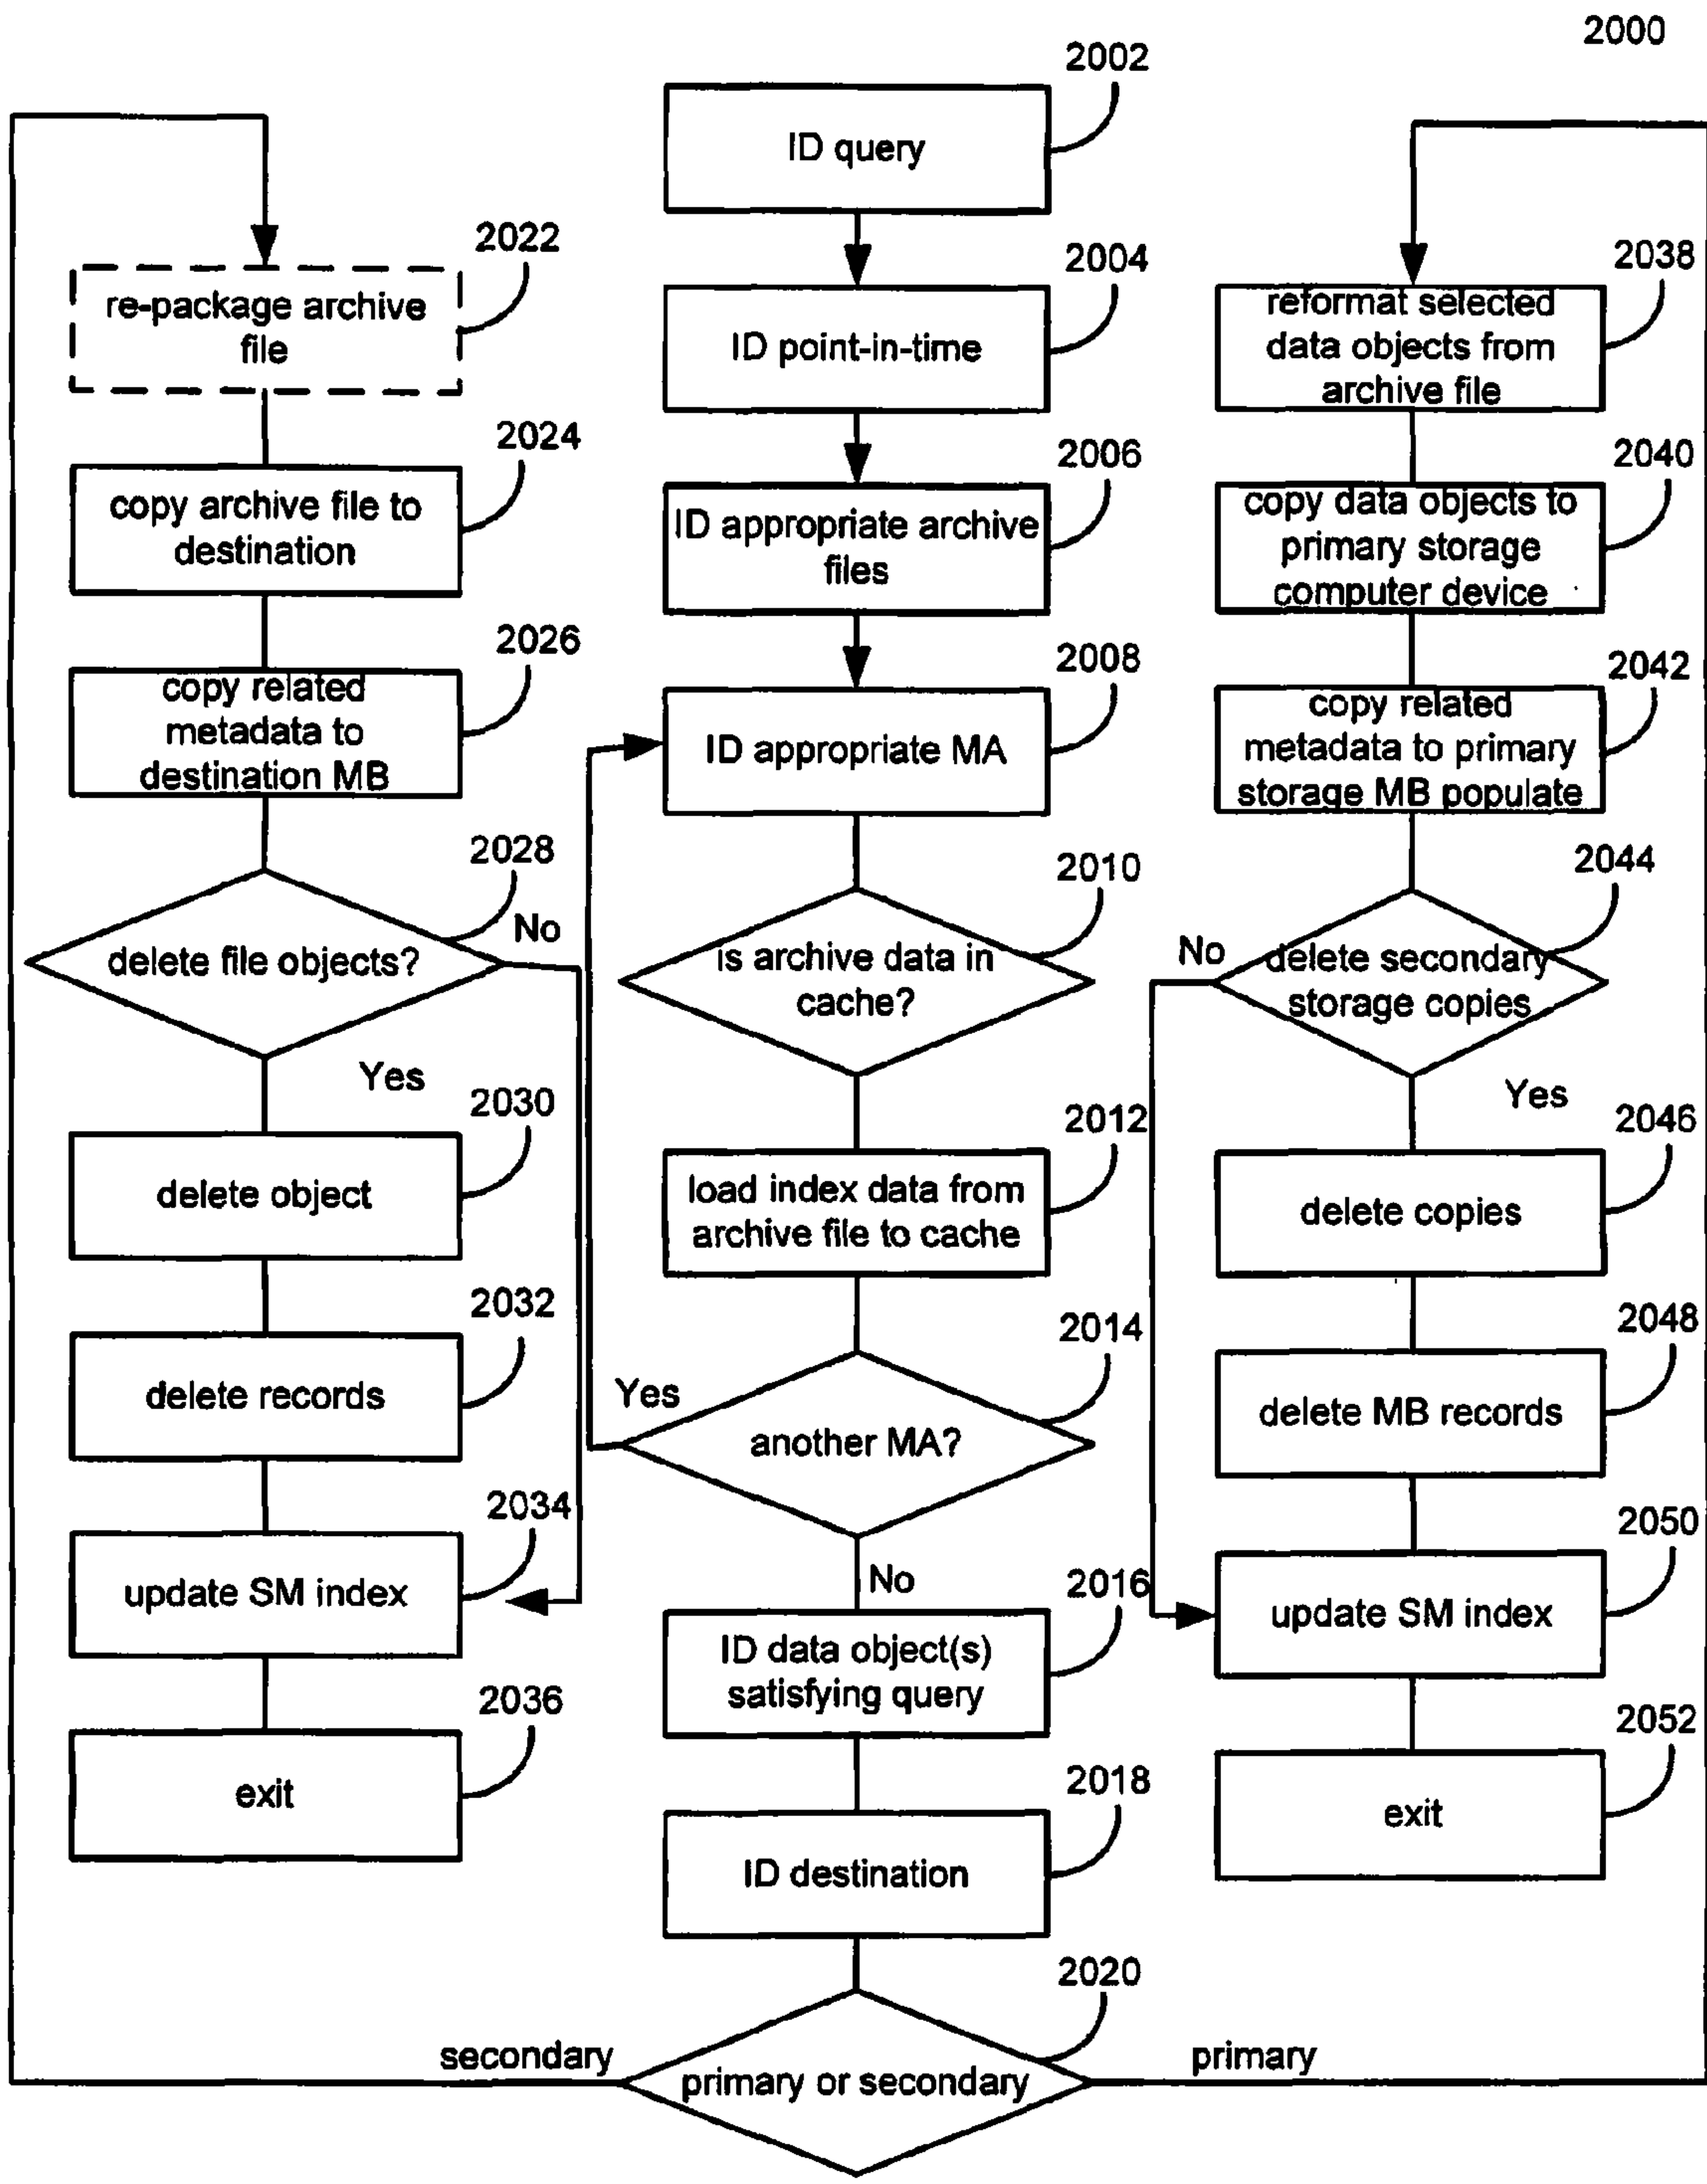 2000
2002
ID query
2004
ID point-in-time
2006
ID appropriate archive
files
2008
ID appropriate MA
2010
is archive data in
cache?
2012
load index data from
archive file to cache
2014
another MA?
Yes
No
2016
ID data object(s)
satisfying query
2018
ID destination
2020
primary or secondary
secondary
primary
2022
re-package archive
file
2024
copy archive file to
destination
2026
copy related
metadata to
destination MB
2028
delete file objects?
No
Yes
2030
delete object
2032
delete records
2034
update SM index
2036
exit
2038
reformat selected
data objects from
archive file
2040
copy data objects to
primary storage
computer device
2042
copy related
metadata to primary
storage MB populate
2044
delete secondary
storage copies
No
Yes
2046
delete copies
2048
delete MB records
2050
update SM index
2052
exit